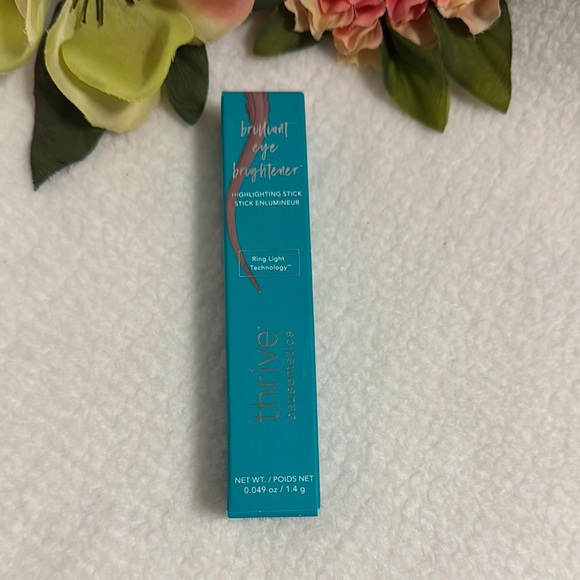 brilliant
eye
brightener™
HIGHLIGHTING STICK
STICK ENLUMINEUR
Ring Light
Technology™
thrive™
causemetics
NET WT. / POIDS NET
0.049 oz / 1.4 g